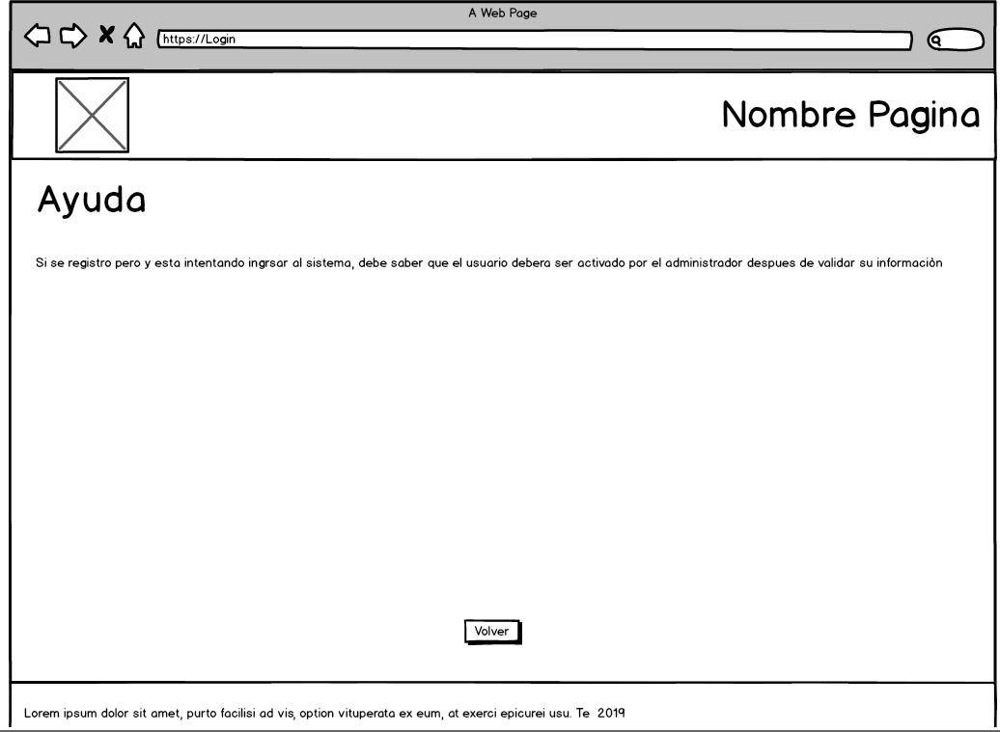 A Web Page
https://Login
Nombre Pagina
Ayuda
Si se registro pero y esta intentando ingrsar al sistema, debe saber que el usuario debera ser activado por el administrador despues de validar su informaciòn
Volver
Lorem ipsum dolor sit amet, purto facilisi ad vis, option vituperata ex eum, at exerci epicurei usu. Te 2019